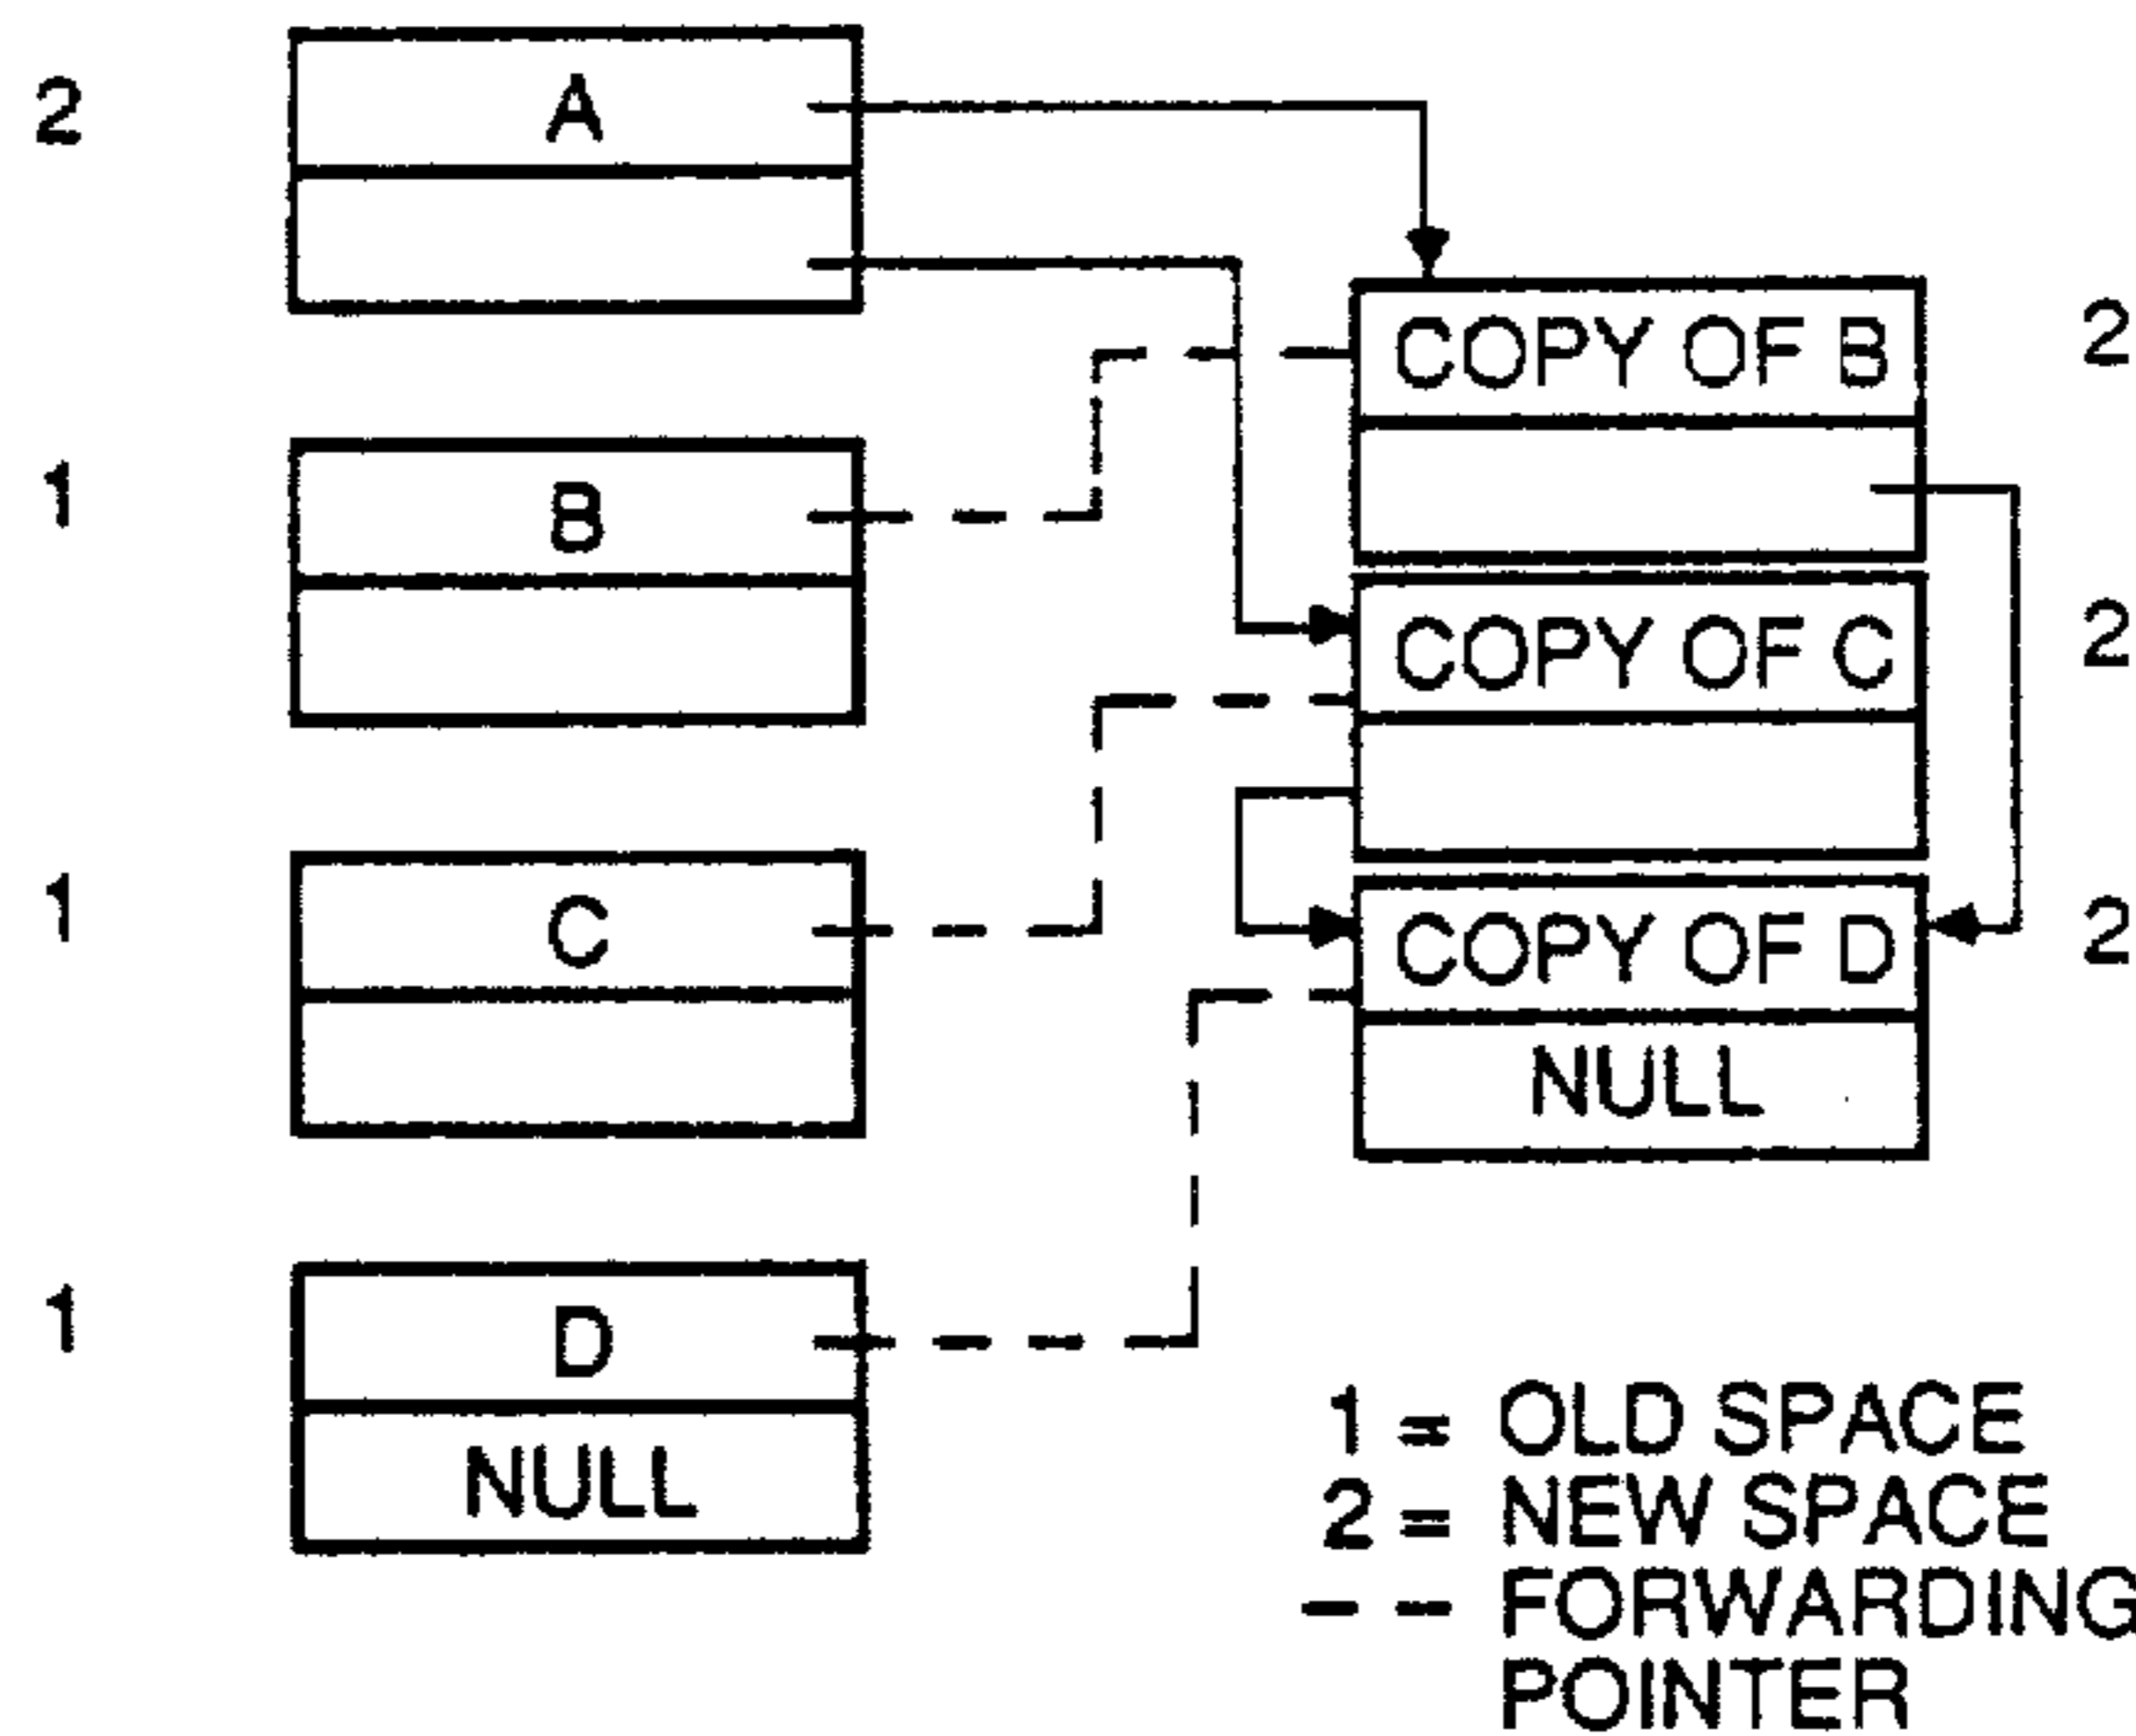 2
A
COPY OF B
2
1
B
COPY OF C
2
1
C
COPY OF D
2
NULL
1
D
NULL
1 = OLD SPACE
2 = NEW SPACE
-- FORWARDING
POINTER